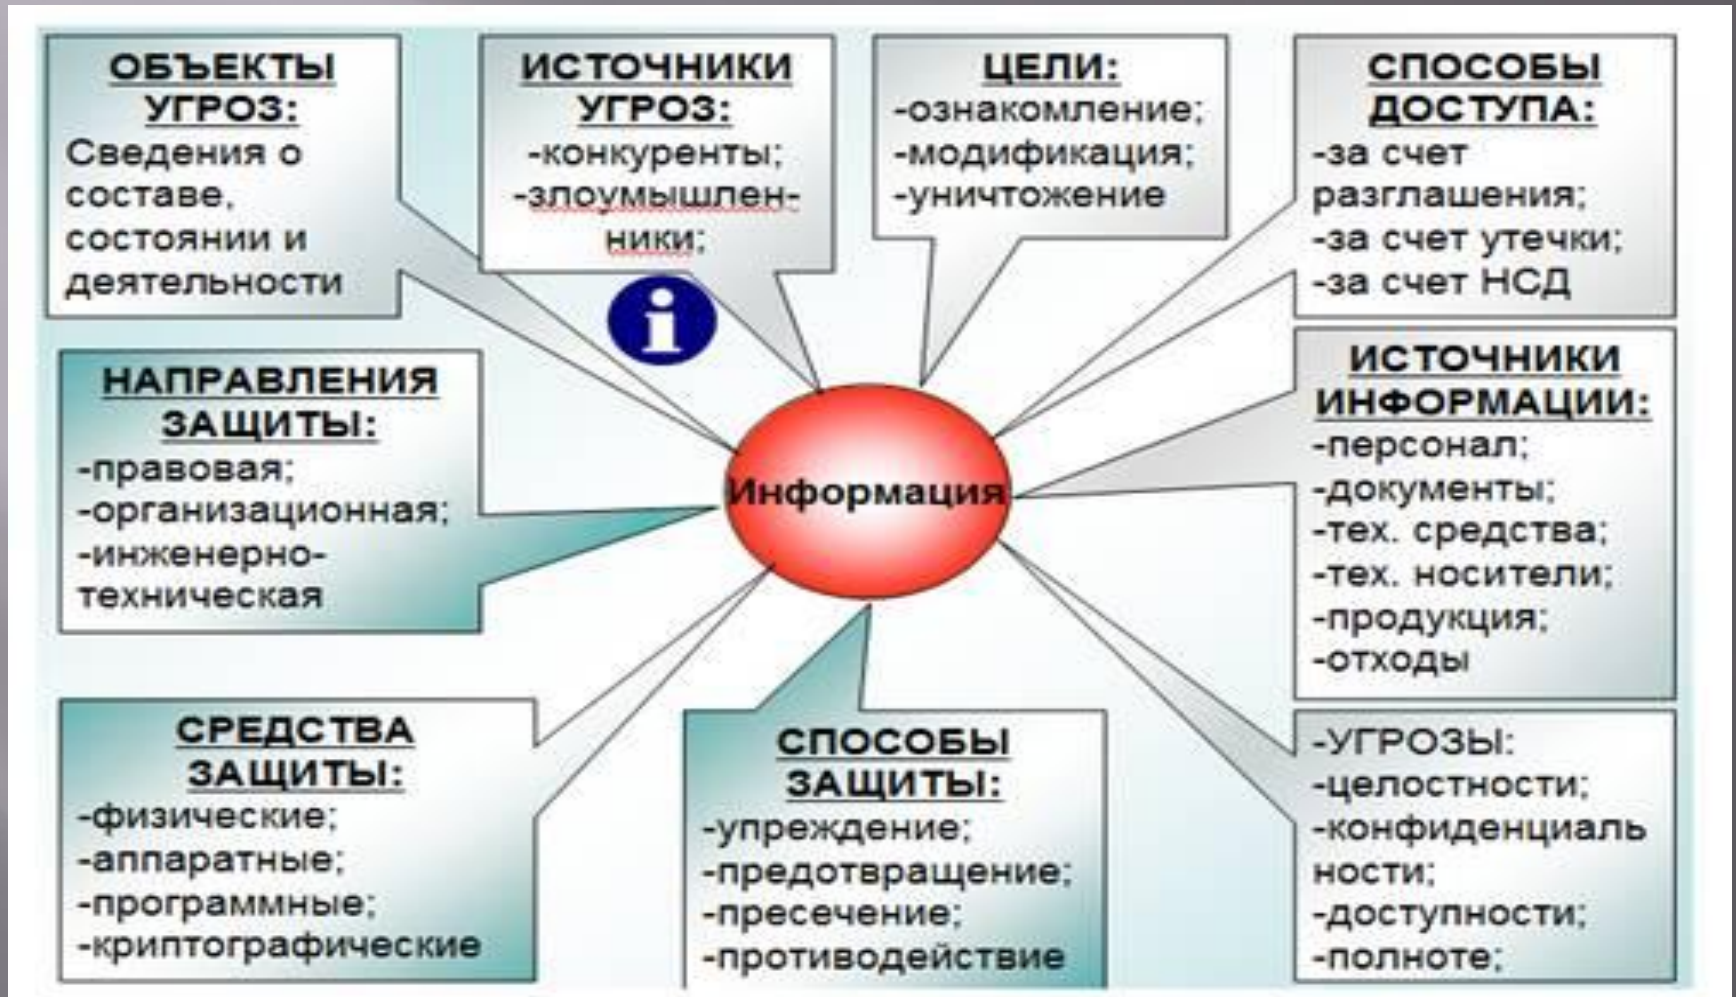 ОБЪЕКТЫ
УГРОЗ:
Сведения о
составе,
состоянии и
деятельности
ИСТОЧНИКИ
УГРОЗ:
-конкуренты;
-злоумышлен-
ники;
ЦЕЛИ:
-ознакомление;
-модификация;
-уничтожение
СПОСОБЫ
ДОСТУПА:
-за счет
разглашения;
-за счет утечки;
-за счет НСД
i
НАПРАВЛЕНИЯ
ЗАЩИТЫ:
-правовая;
-организационная;
-инженерно-
техническая
Информация
ИСТОЧНИКИ
ИНФОРМАЦИИ:
-персонал;
-документы;
-тех. средства;
-тех. носители;
-продукция;
-отходы
СРЕДСТВА
ЗАЩИТЫ:
-физические;
-аппаратные;
-программные;
-криптографические
СПОСОБЫ
ЗАЩИТЫ:
-упреждение;
-предотвращение;
-пресечение;
-противодействие
-УГРОЗЫ:
-целостности;
-конфиденциаль
ности;
-доступности;
-полноте;